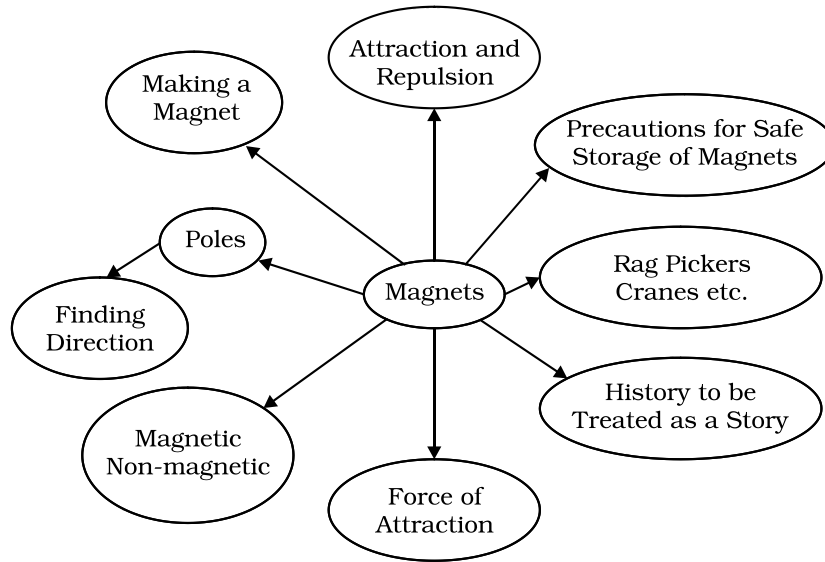 Attraction and
Repulsion
Making a
Magnet
Precautions for Safe
Storage of Magnets
Poles
Rag Pickers
Cranes etc.
Magnets
Finding
Direction
History to be
Treated as a Story
Magnetic
Non-magnetic
Force of
Attraction